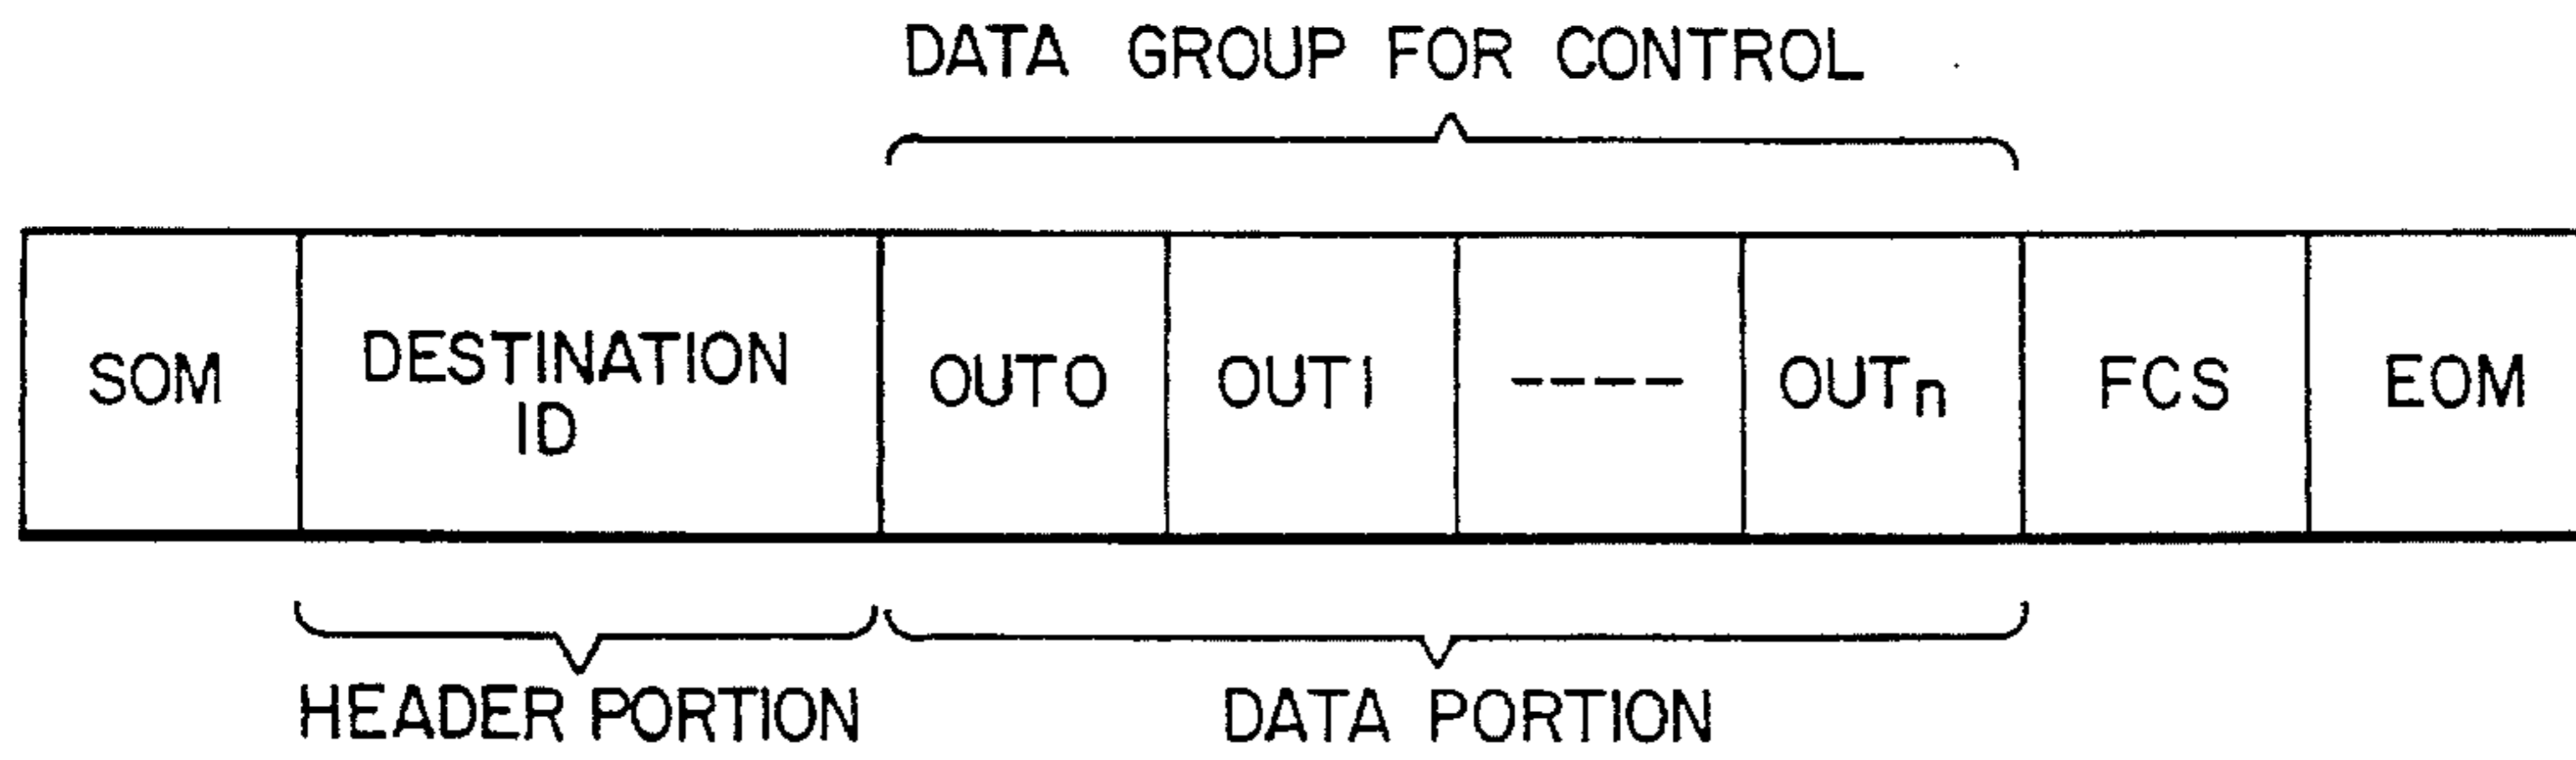 DATA GROUP FOR CONTROL
SOM
DESTINATION
ID
OUT0
OUT1
----
OUTn
FCS
EOM
HEADER PORTION
DATA PORTION